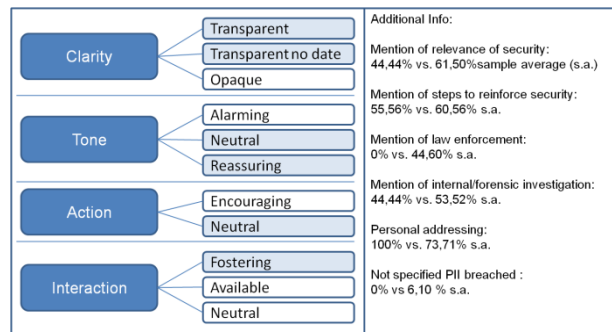 Clarity
Transparent
Transparent no date
Opaque
Tone
Alarming
Neutral
Reassuring
Action
Encouraging
Neutral
Interaction
Fostering
Available
Neutral
Additional Info:
Mention of relevance of security:
44,44% vs. 61,50%sample average (s.a.)
Mention of steps to reinforce security:
55,56% vs. 60,56% s.a.
Mention of law enforcement:
0% vs. 44,60% s.a.
Mention of internal/forensic investigation:
44,44% vs. 53,52% s.a.
Personal addressing:
100% vs. 73,71% s.a.
Not specified PII breached :
0% vs 6,10 % s.a.